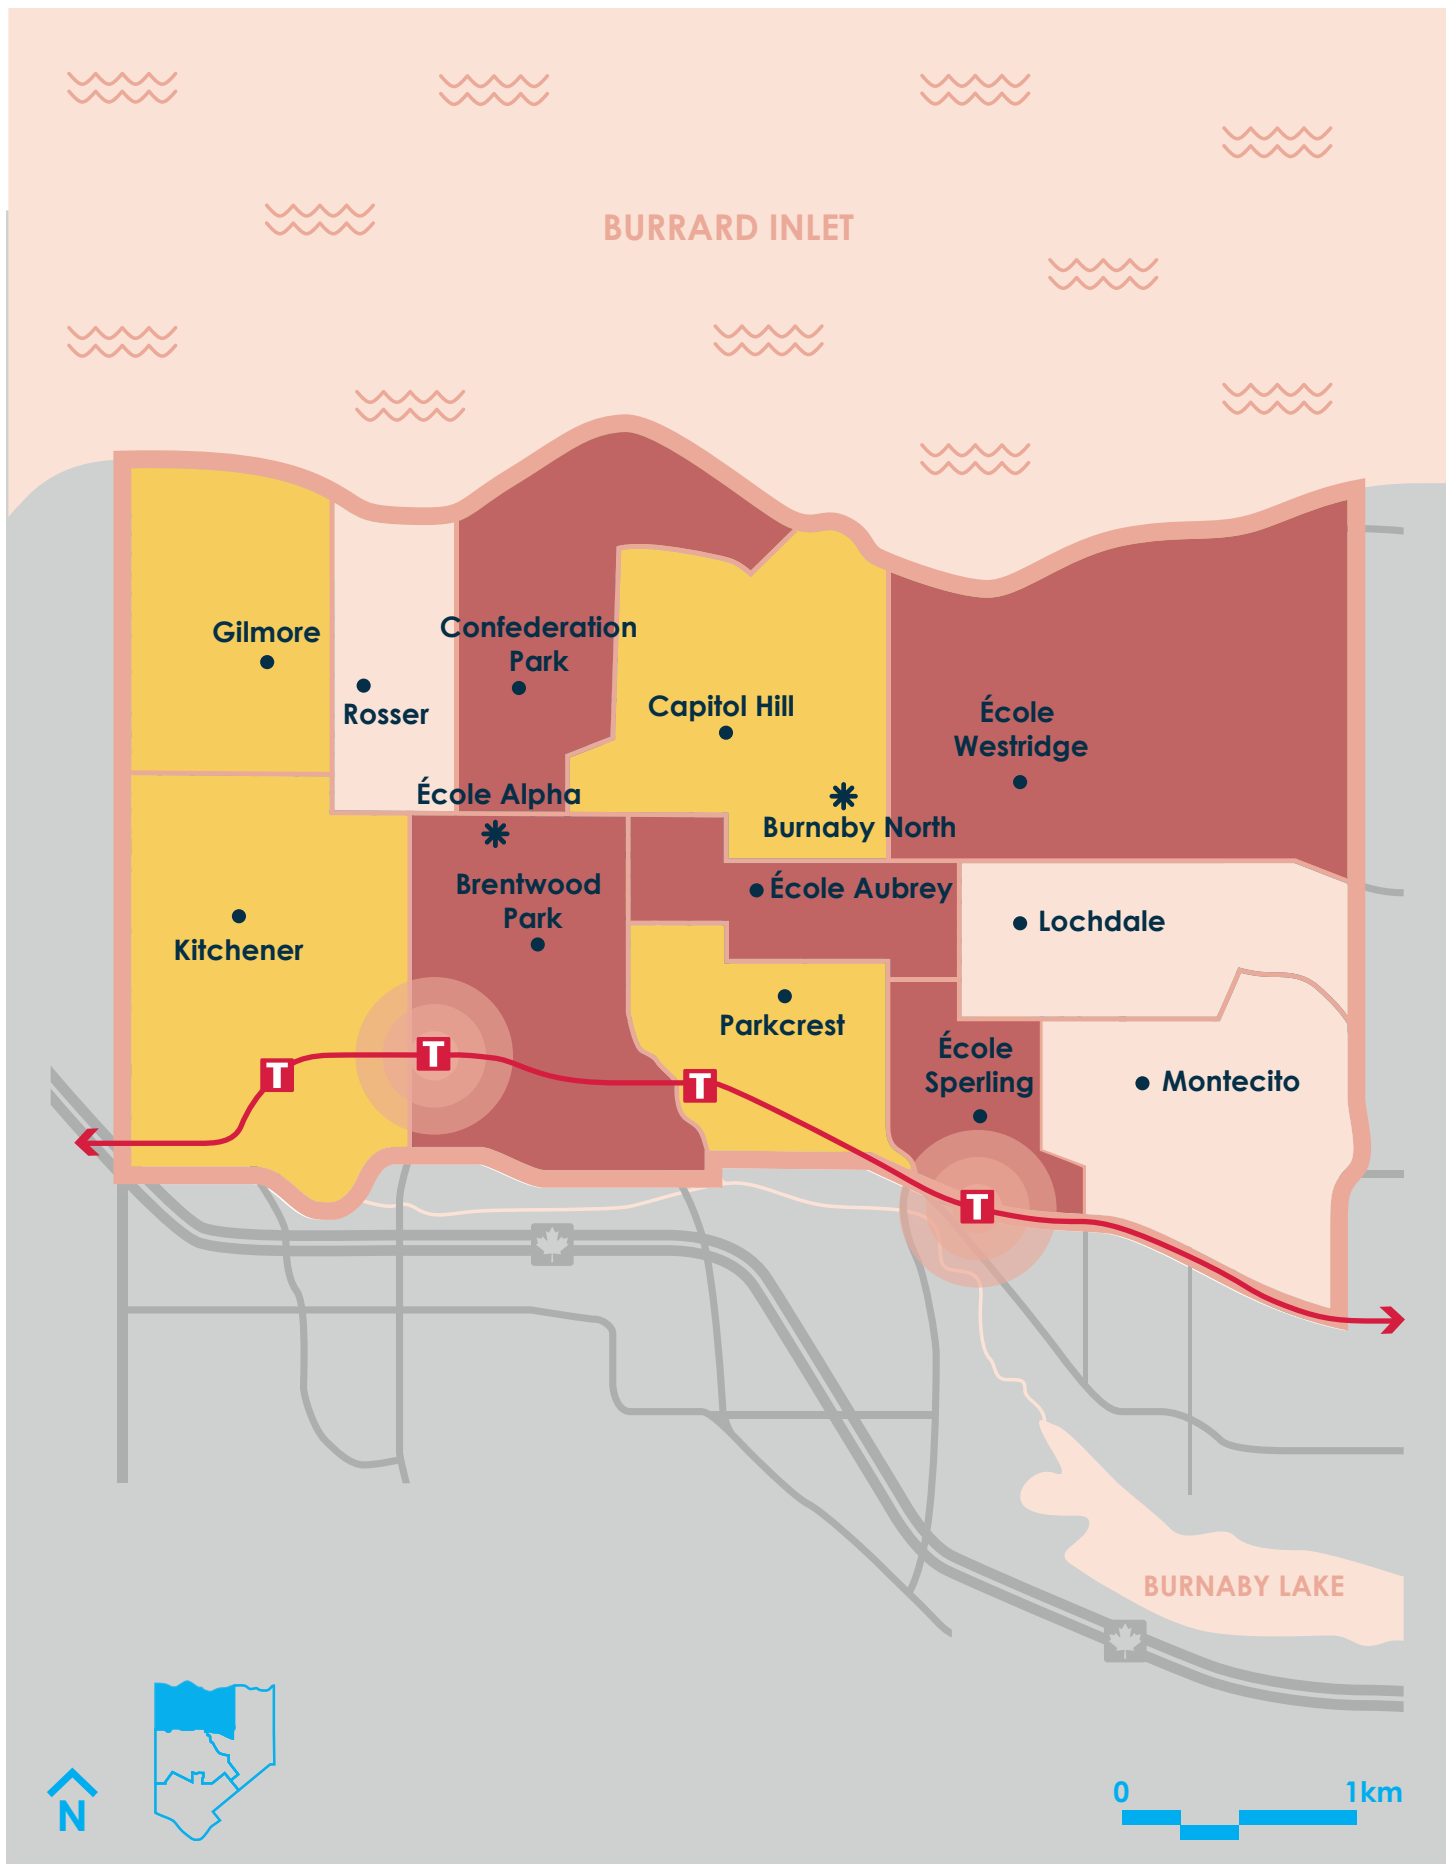 BURRARD INLET
Gilmore
Confederation
Park
Rosser
Capitol Hill
École
Westridge
École Alpha
Burnaby North
Brentwood
Park
École Aubrey
Lochdale
Kitchener
Parkcrest
École
Sperling
Montecito
T
T
T
T
BURNABY LAKE
N
0
1km